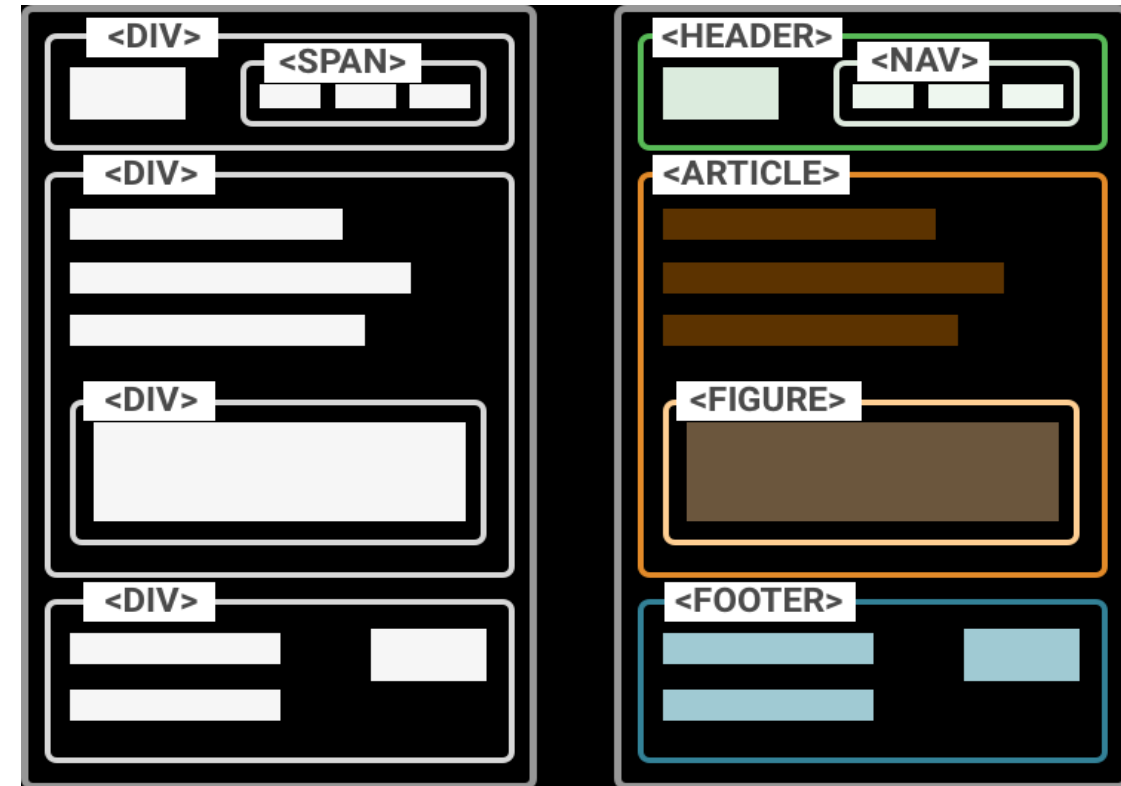 <DIV>
<SPAN>
<DIV>
<DIV>
<DIV>
<HEADER>
<NAV>
<ARTICLE>
<FIGURE>
<FOOTER>